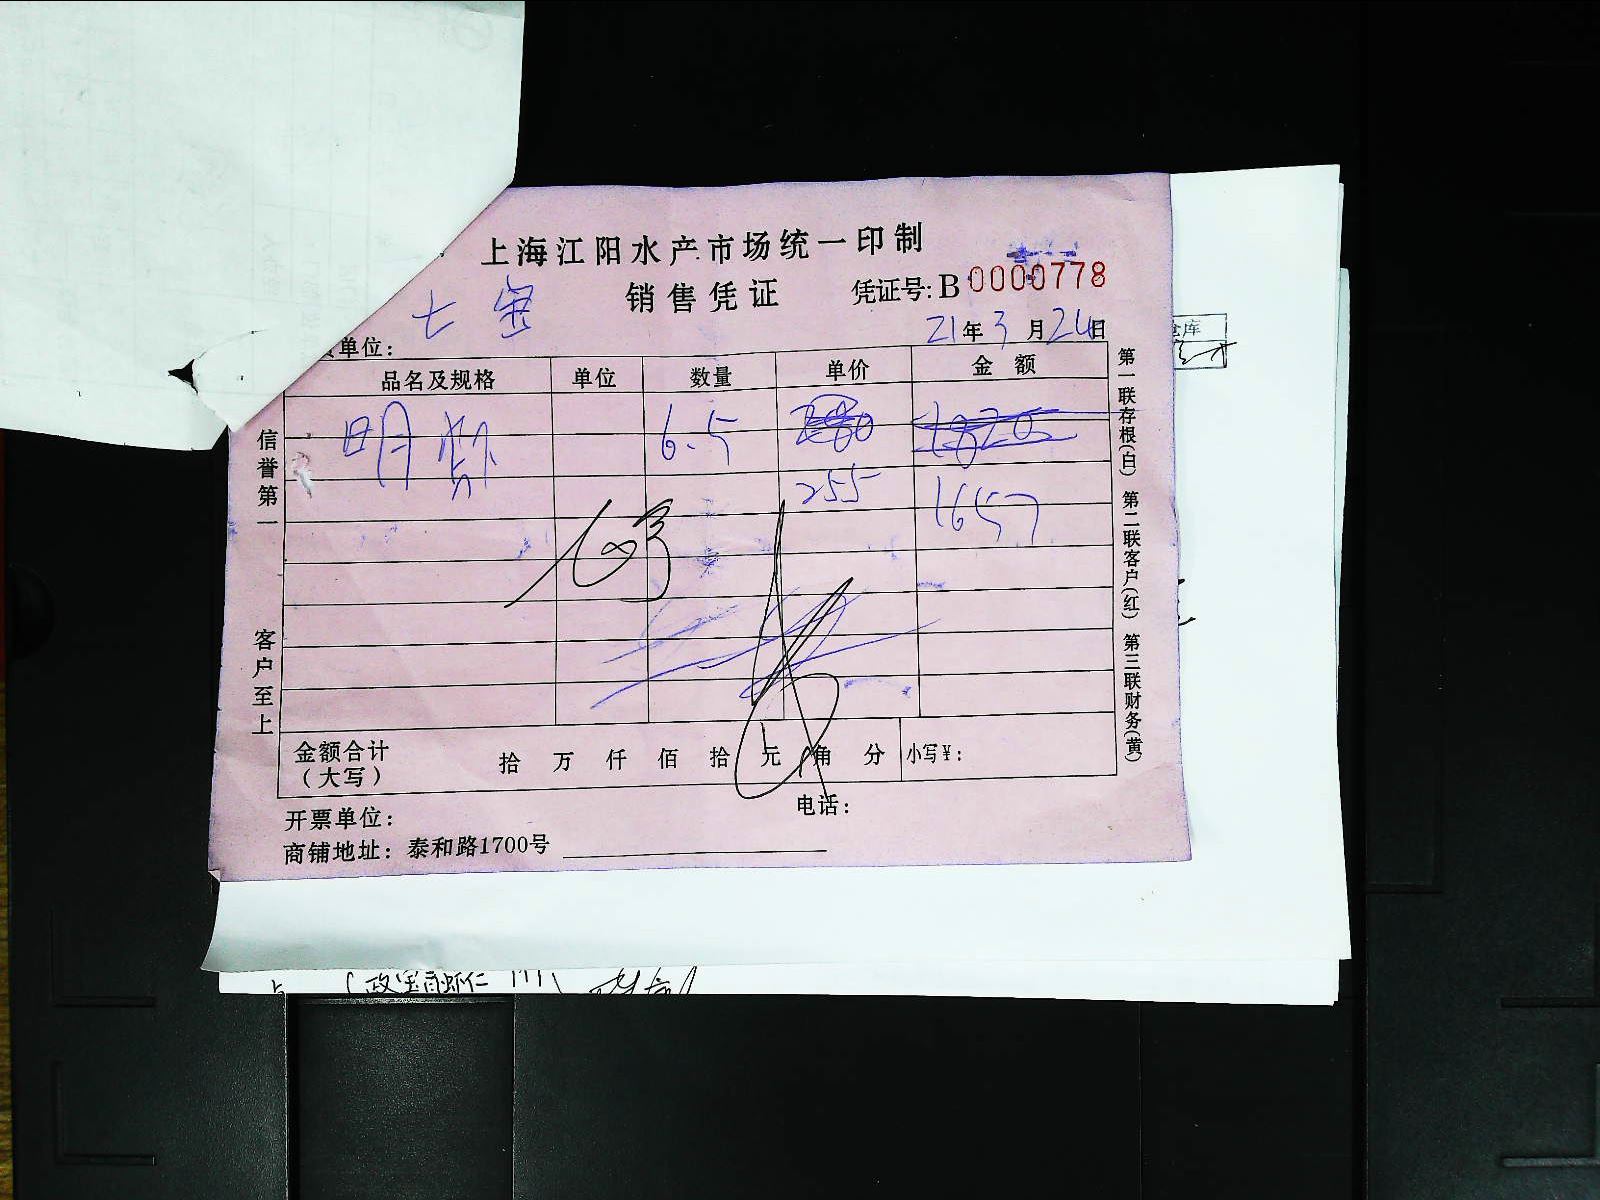 上海江阳水产市场统一印制
销售凭证
凭证号: B 0000778
七宝
单位:
21年3月24日
品名及规格 单位 数量 单价 金额
明 6.5 280 1820
255 1657
金额合计(大写) 拾 万 仟 佰 拾 元 角 分 小写¥:
开票单位: 电话:
商铺地址: 泰和路1700号
信誉第一
客户至上
第一联存根(白) 第二联客户(红) 第三联财务(黄)
仓库
虾仁